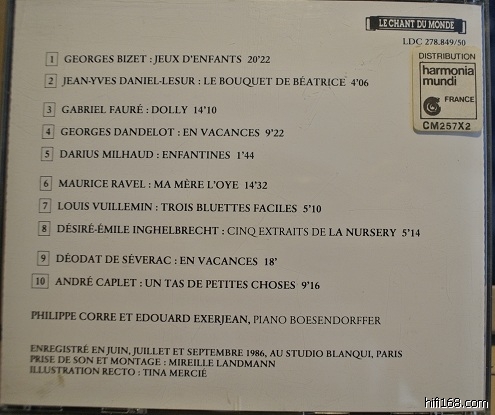 LE CHANT DU MONDE
LDC 278.849/50
DISTRIBUTION
harmonia
mundi
FRANCE
CM257X2
1 GEORGES BIZET : JEUX D'ENFANTS 20'22
2 JEAN-YVES DANIEL-LESUR : LE BOUQUET DE BÉATRICE 4'06
3 GABRIEL FAURÉ : DOLLY 14'10
4 GEORGES DANDELOT : EN VACANCES 9'22
5 DARIUS MILHAUD : ENFANTINES 1'44
6 MAURICE RAVEL : MA MÈRE L'OYE 14'32
7 LOUIS VUILLEMIN : TROIS BLUETTES FACILES 5'10
8 DÉSIRÉ-ÉMILE INGHELBRECHT : CINQ EXTRAITS DE LA NURSERY 5'14
9 DÉODAT DE SÉVERAC : EN VACANCES 18'
10 ANDRÉ CAPLET : UN TAS DE PETITES CHOSES 9'16
PHILIPPE CORRE ET EDOUARD EXERJEAN, PIANO BOESENDORFFER
ENREGISTRÉ EN JUIN, JUILLET ET SEPTEMBRE 1986, AU STUDIO BLANQUI, PARIS
PRISE DE SON ET MONTAGE : MIREILLE LANDMANN
ILLUSTRATION RECTO : TINA MERCIÉ
hifi168.com